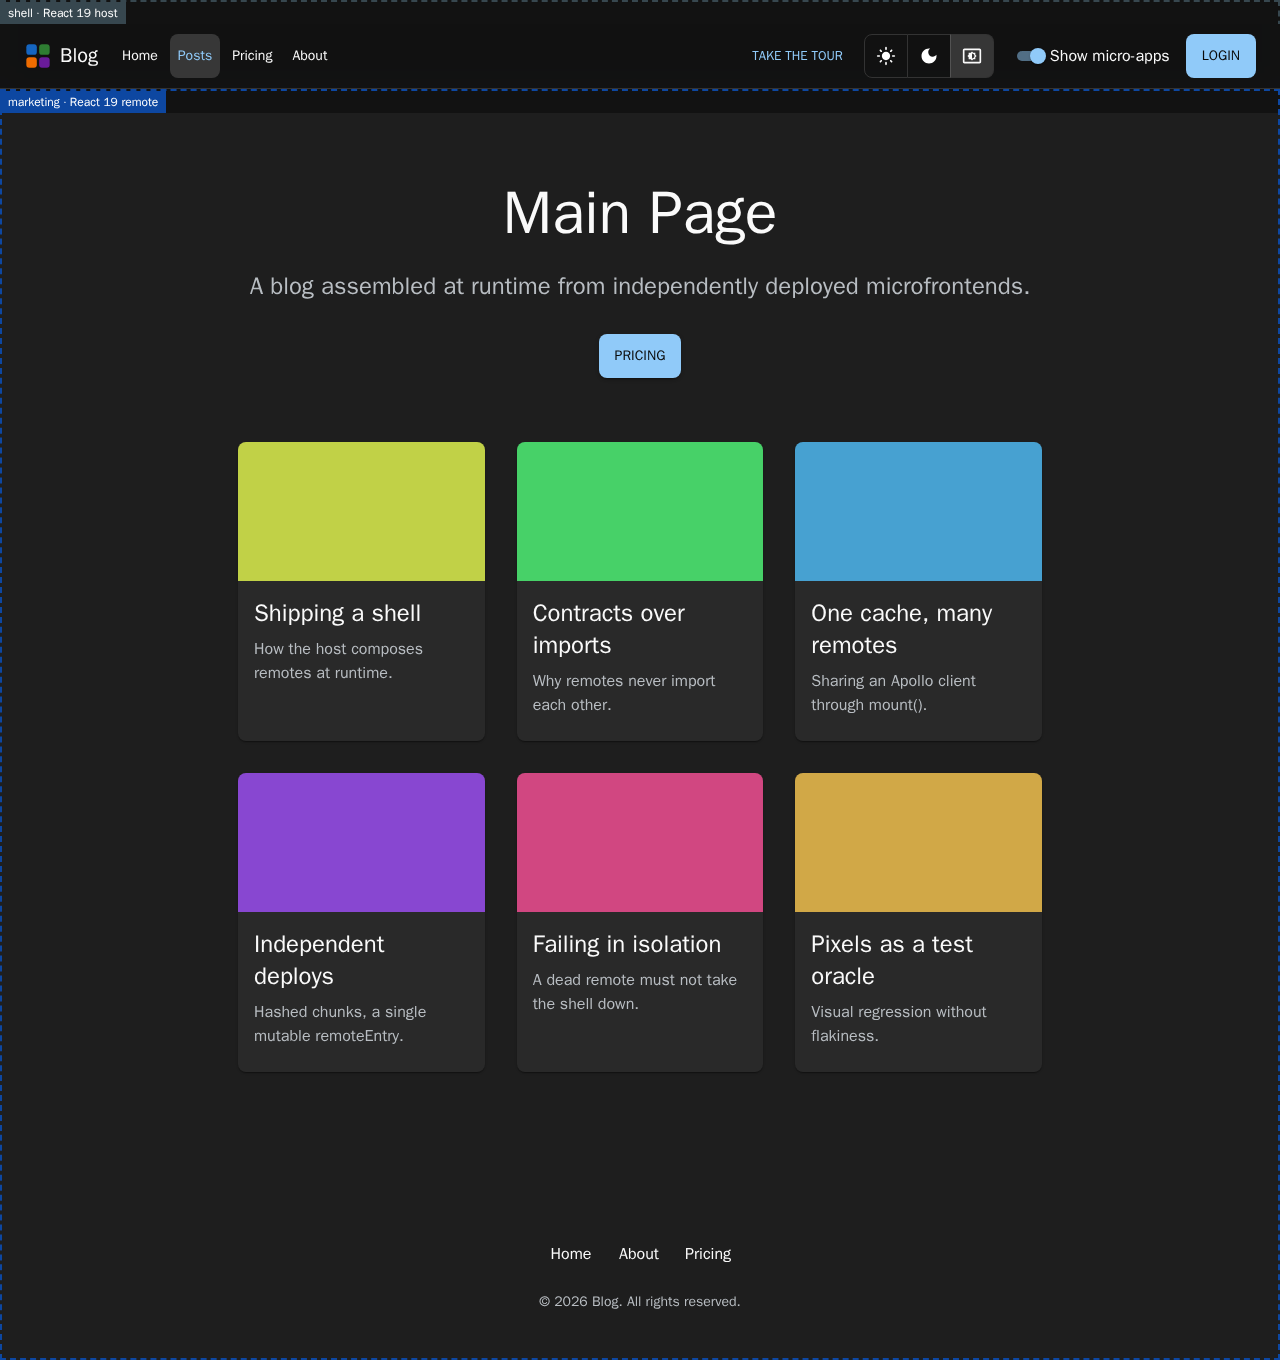 shell · React 19 host
Blog Home Posts Pricing About TAKE THE TOUR Show micro-apps LOGIN
marketing · React 19 remote
Main Page
A blog assembled at runtime from independently deployed microfrontends.
PRICING
Shipping a shell
How the host composes
remotes at runtime.
Contracts over
imports
Why remotes never import
each other.
One cache, many
remotes
Sharing an Apollo client
through mount().
Independent
deploys
Hashed chunks, a single
mutable remoteEntry.
Failing in isolation
A dead remote must not take
the shell down.
Pixels as a test
oracle
Visual regression without
flakiness.
Home About Pricing
© 2026 Blog. All rights reserved.